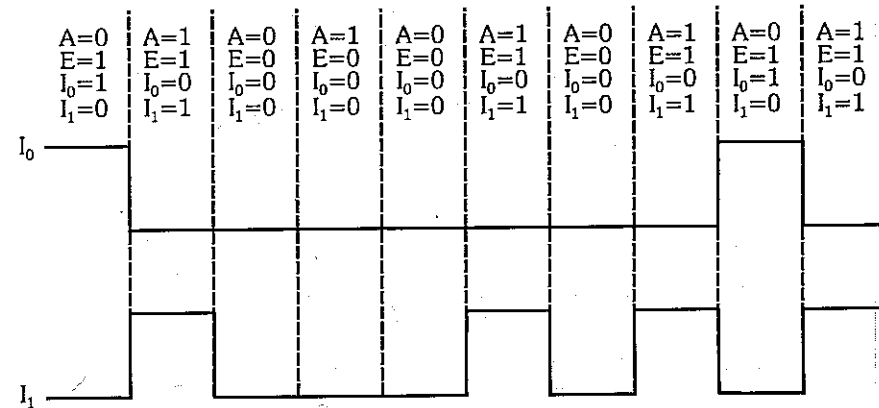 A=0 A=1 A=0 A=1 A=0 A=1 A=0 A=1 A=0 A=1
E=1 E=1 E=0 E=0 E=0 E=1 E=0 E=1 E=1 E=1
I₀=1 I₀=0 I₀=0 I₀=0 I₀=0 I₀=0 I₀=0 I₀=0 I₀=1 I₀=0
I₁=0 I₁=1 I₁=0 I₁=0 I₁=0 I₁=1 I₁=0 I₁=1 I₁=0 I₁=1
I₀
I₁